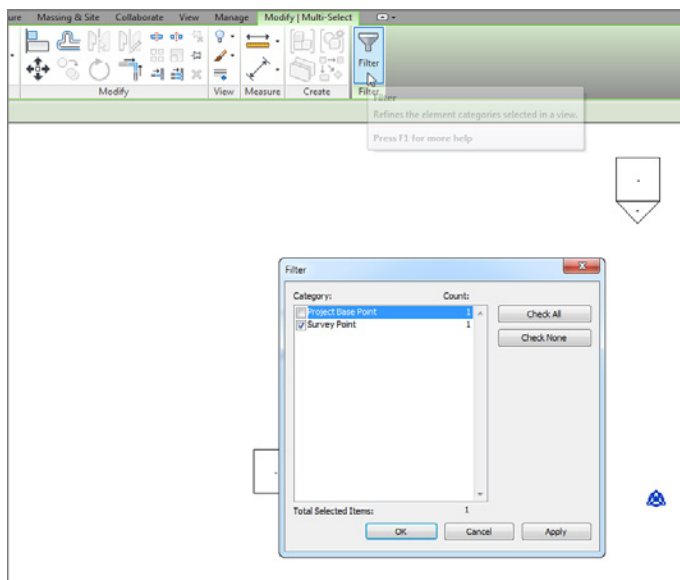 ure Massing & Site Collaborate View Manage Modify | Multi-Select
Filter
Modify View Measure Create Filter
Filter
Refines the element categories selected in a view.
Press F1 for more help
Filter
Category: Count:
Project Base Point 1
Survey Point 1
Check All
Check None
Total Selected Items: 1
OK Cancel Apply